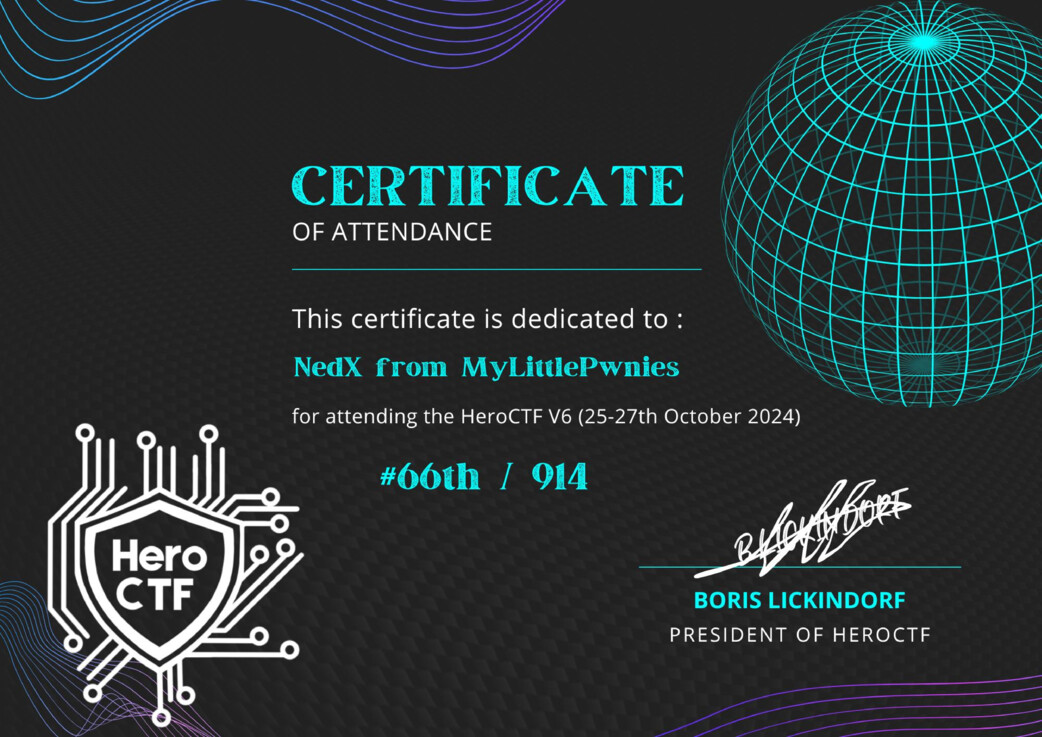 CERTIFICATE
OF ATTENDANCE
This certificate is dedicated to :
NedX from MyLittlePwnies
for attending the HeroCTF V6 (25-27th October 2024)
#66th / 914
Hero
CTF
B.LICKINDORF
BORIS LICKINDORF
PRESIDENT OF HEROCTF